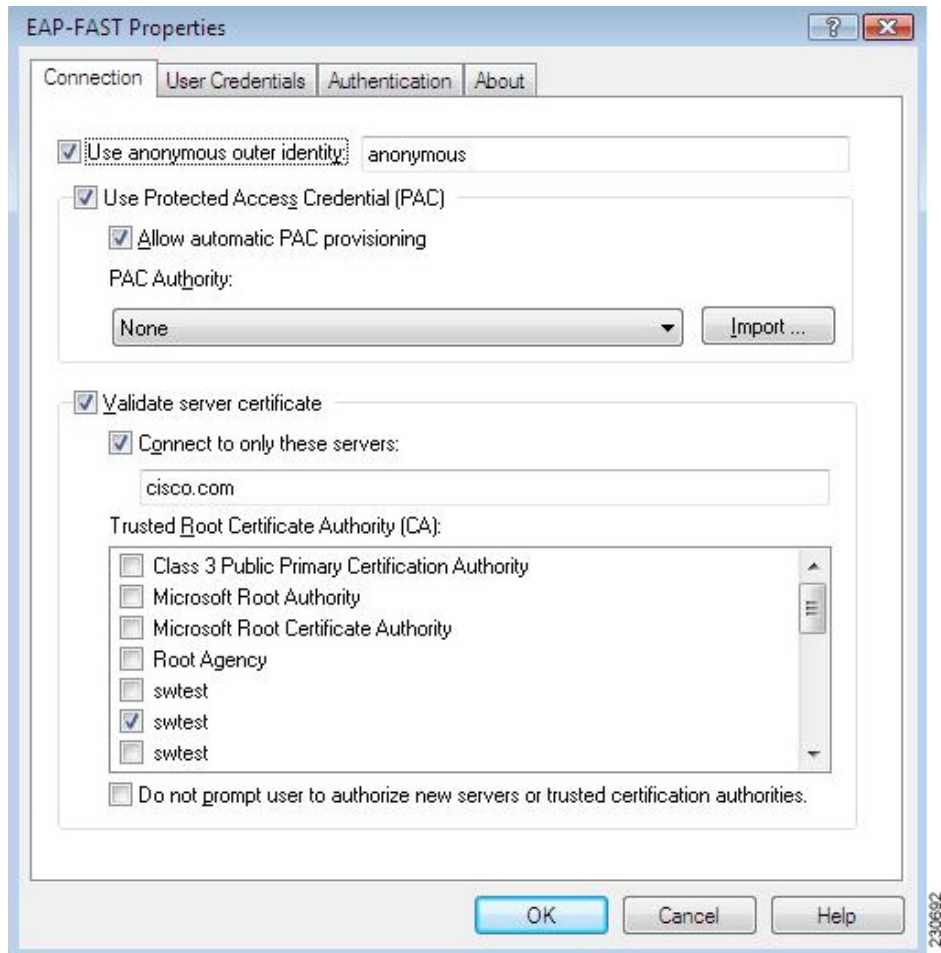 EAP-FAST Properties
Connection User Credentials Authentication About
Use anonymous outer identity: anonymous
Use Protected Access Credential (PAC)
Allow automatic PAC provisioning
PAC Authority:
None Import ...
Validate server certificate
Connect to only these servers:
cisco.com
Trusted Root Certificate Authority (CA):
Class 3 Public Primary Certification Authority
Microsoft Root Authority
Microsoft Root Certificate Authority
Root Agency
swtest
swtest
swtest
Do not prompt user to authorize new servers or trusted certification authorities.
OK Cancel Help
230692